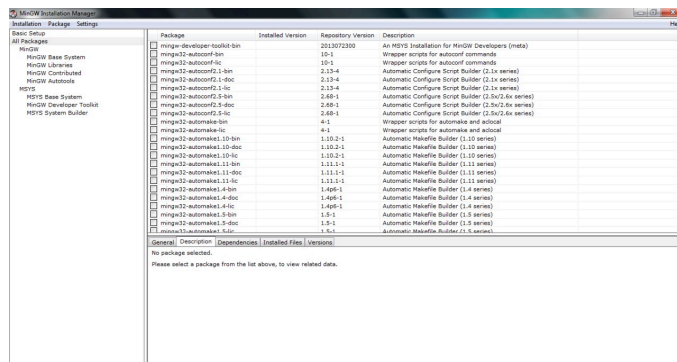 MinGW Installation Manager
Installation Package Settings He
Basic Setup
All Packages
MinGW
MinGW Base System
MinGW Libraries
MinGW Contributed
MinGW Autotools
MSYS
MSYS Base System
MinGW Developer Toolkit
MSYS System Builder
Package Installed Version Repository Version Description
mingw-developer-toolkit-bin 2013072300 An MSYS Installation for MinGW Developers (meta)
mingw32-autoconf-bin 10-1 Wrapper scripts for autoconf commands
mingw32-autoconf-lic 10-1 Wrapper scripts for autoconf commands
mingw32-autoconf2.1-bin 2.13-4 Automatic Configure Script Builder (2.1x series)
mingw32-autoconf2.1-doc 2.13-4 Automatic Configure Script Builder (2.1x series)
mingw32-autoconf2.1-lic 2.13-4 Automatic Configure Script Builder (2.1x series)
mingw32-autoconf2.5-bin 2.68-1 Automatic Configure Script Builder (2.5x/2.6x series)
mingw32-autoconf2.5-doc 2.68-1 Automatic Configure Script Builder (2.5x/2.6x series)
mingw32-autoconf2.5-lic 2.68-1 Automatic Configure Script Builder (2.5x/2.6x series)
mingw32-automake-bin 4-1 Wrapper scripts for automake and aclocal
mingw32-automake-lic 4-1 Wrapper scripts for automake and aclocal
mingw32-automake1.10-bin 1.10.2-1 Automatic Makefile Builder (1.10 series)
mingw32-automake1.10-doc 1.10.2-1 Automatic Makefile Builder (1.10 series)
mingw32-automake1.10-lic 1.10.2-1 Automatic Makefile Builder (1.10 series)
mingw32-automake1.11-bin 1.11.1-1 Automatic Makefile Builder (1.11 series)
mingw32-automake1.11-doc 1.11.1-1 Automatic Makefile Builder (1.11 series)
mingw32-automake1.11-lic 1.11.1-1 Automatic Makefile Builder (1.11 series)
mingw32-automake1.4-bin 1.4p6-1 Automatic Makefile Builder (1.4 series)
mingw32-automake1.4-doc 1.4p6-1 Automatic Makefile Builder (1.4 series)
mingw32-automake1.4-lic 1.4p6-1 Automatic Makefile Builder (1.4 series)
mingw32-automake1.5-bin 1.5-1 Automatic Makefile Builder (1.5 series)
mingw32-automake1.5-doc 1.5-1 Automatic Makefile Builder (1.5 series)
mingw32-automake1.5-lic 1.5-1 Automatic Makefile Builder (1.5 series)
General Description Dependencies Installed Files Versions
No package selected.
Please select a package from the list above, to view related data.